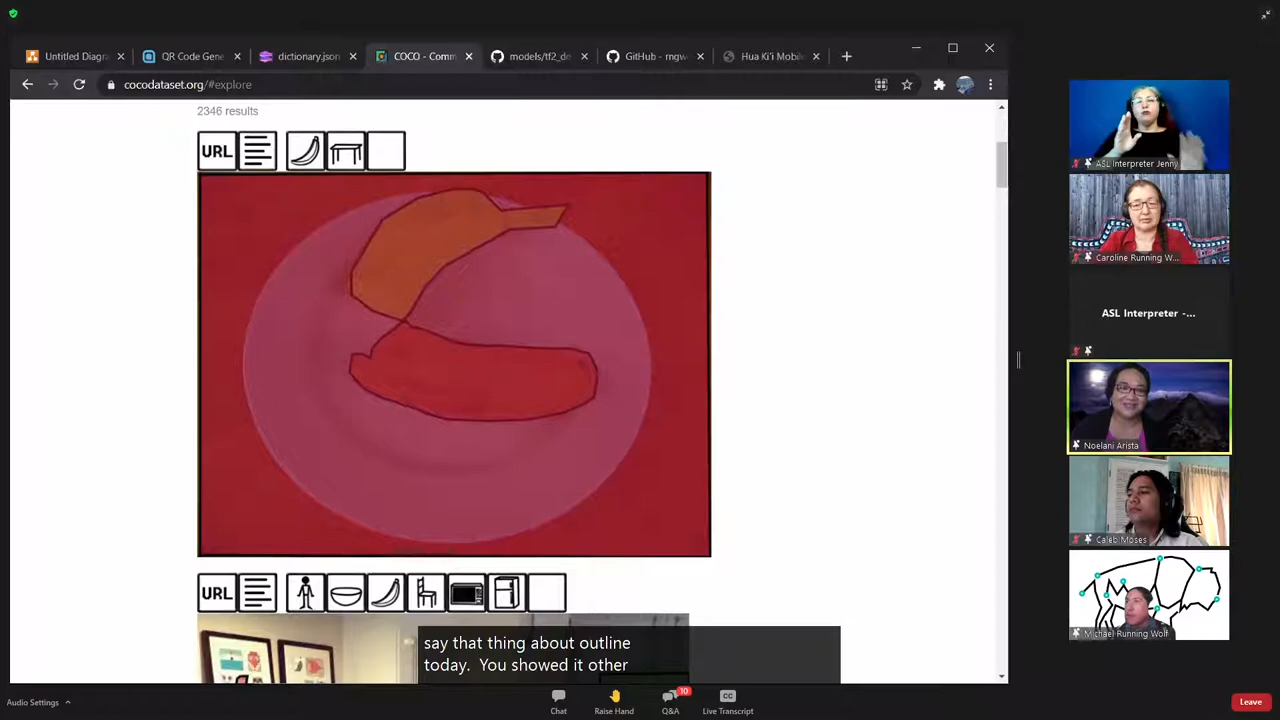 Untitled Diagra
QR Code Gene
dictionary.json
COCO - Comm
models/tf2_de
GitHub - rngw
Hua Ki'i Mobil
cocodataset.org/#explore
2346 results
URL
URL
say that thing about outline
today. You showed it other
ASL Interpreter Jenny
Caroline Running W...
ASL Interpreter -...
Noelani Arista
Caleb Moses
Michael Running Wolf
Audio Settings
Chat
Raise Hand
10
Q&A
CC
Live Transcript
Leave